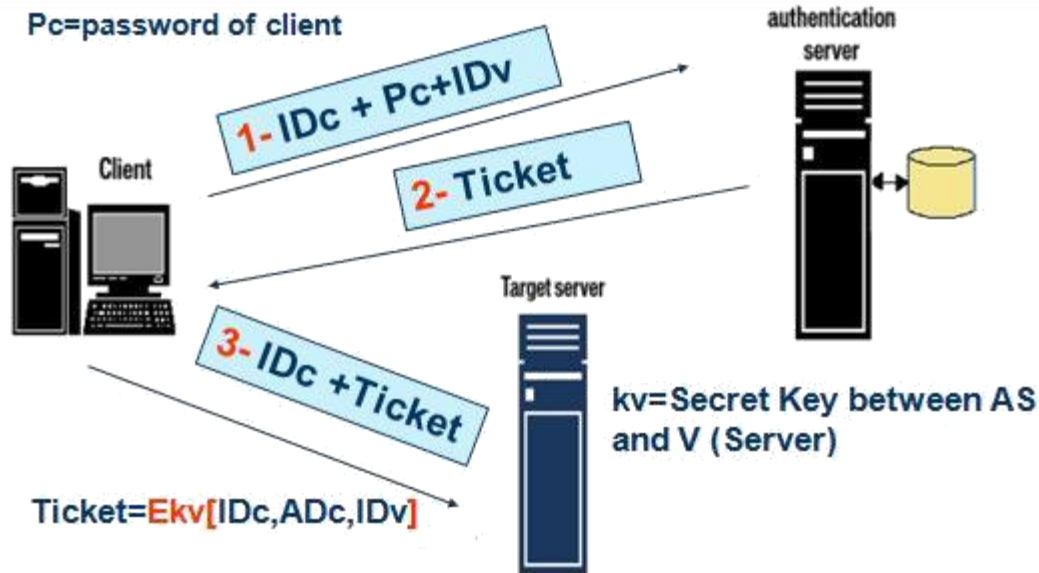 Pc=password of client
authentication
server
1- IDc + Pc+IDv
Client
2- Ticket
Target server
3- IDc +Ticket
kv=Secret Key between AS
and V (Server)
Ticket=Ekv[IDc,ADc,IDv]